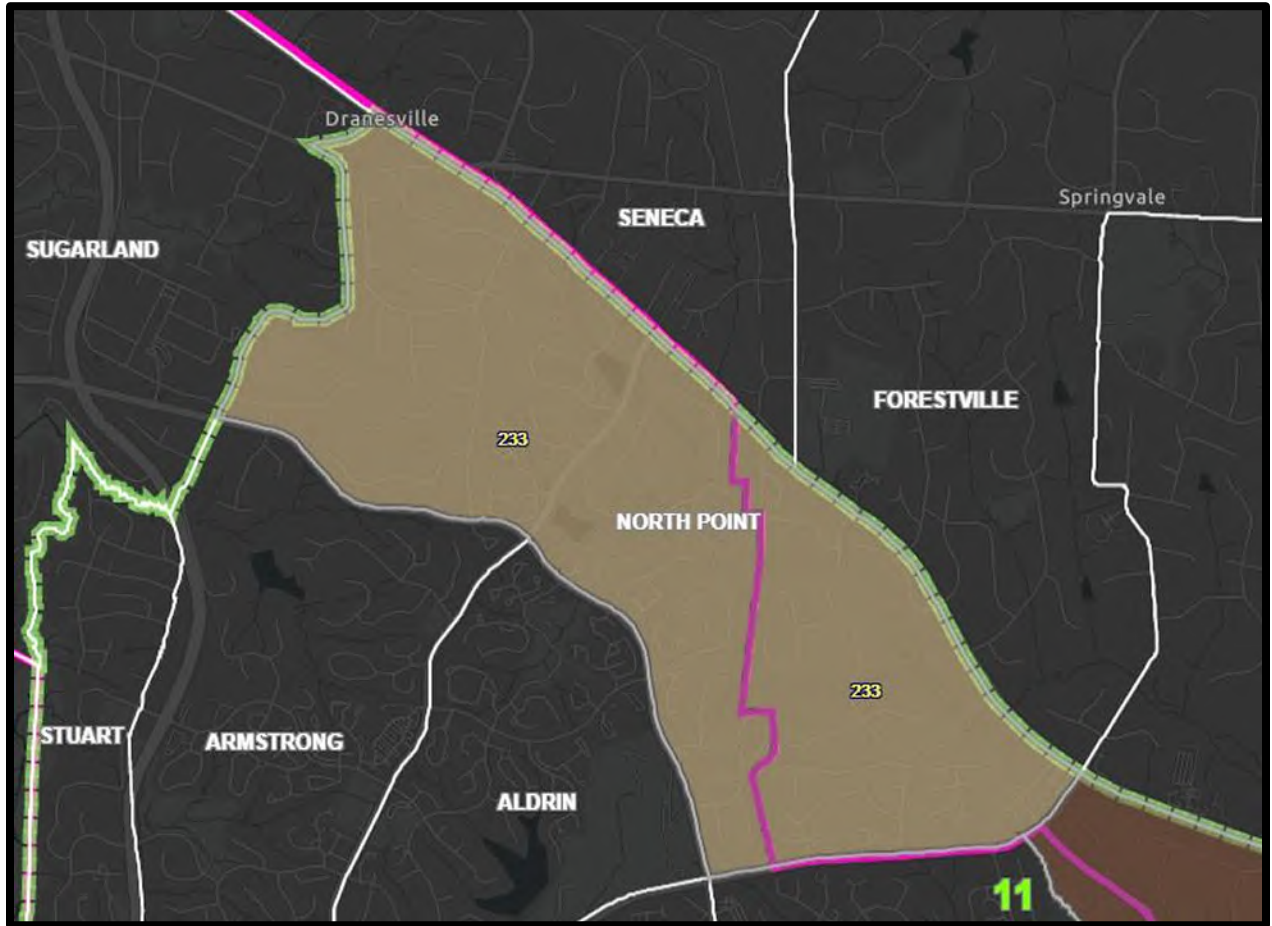 Dranesville
Springvale
SENECA
SUGARLAND
FORESTVILLE
233
NORTH POINT
233
STUART
ARMSTRONG
ALDRIN
11